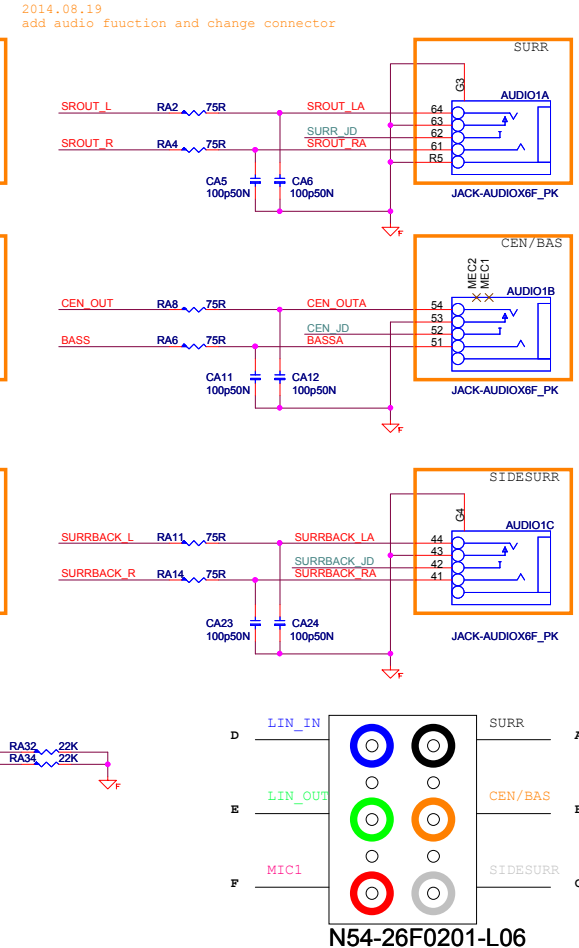 2014.08.19
add audio fuuction and change connector
SURR
G3
AUDIO1A
SROUT_L RA2 75R SROUT_LA 64
63
SURR_JD 62
SROUT_R RA4 75R SROUT_RA 61
R5
CA5 CA6
100p50N 100p50N
JACK-AUDIOX6F_PK
F
CEN/BAS
MEC2
MEC1
AUDIO1B
CEN_OUT RA8 75R CEN_OUTA 54
53
CEN_JD 52
BASS RA6 75R BASSA 51
CA11 CA12
100p50N 100p50N
JACK-AUDIOX6F_PK
F
SIDESURR
G4
AUDIO1C
SURRBACK_L RA11 75R SURRBACK_LA 44
43
SURRBACK_JD 42
SURRBACK_R RA14 75R SURRBACK_RA 41
CA23 CA24
100p50N 100p50N
JACK-AUDIOX6F_PK
F
RA32 22K
RA34 22K
F
D LIN_IN SURR A
E LIN_OUT CEN/BAS
F MIC1 SIDESURR
N54-26F0201-L06